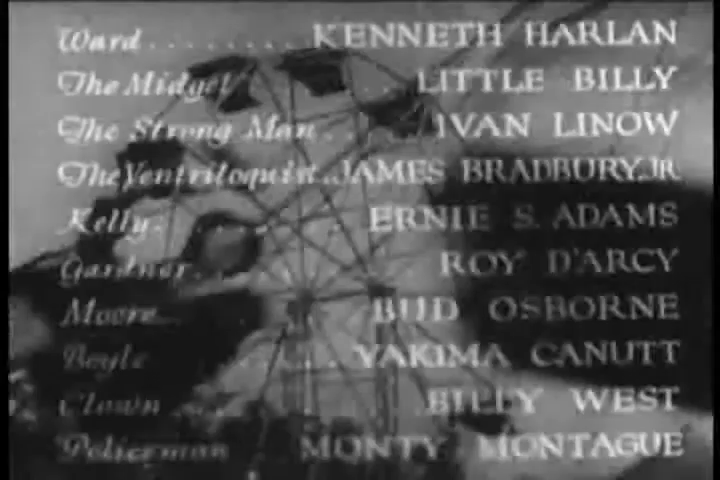 Ward......... KENNETH HARLAN
The Midget ... LITTLE BILLY
The Strong Man ... IVAN LINOW
The Ventriloquist..JAMES BRADBURY, JR
Kelly. ....... ERNIE S. ADAMS
Gardner......... ROY D'ARCY
Moore... BUD OSBORNE
Boyle ...... YAKIMA CANUTT
Clown ... BILLY WEST
Policeman MONTY MONTAGUE